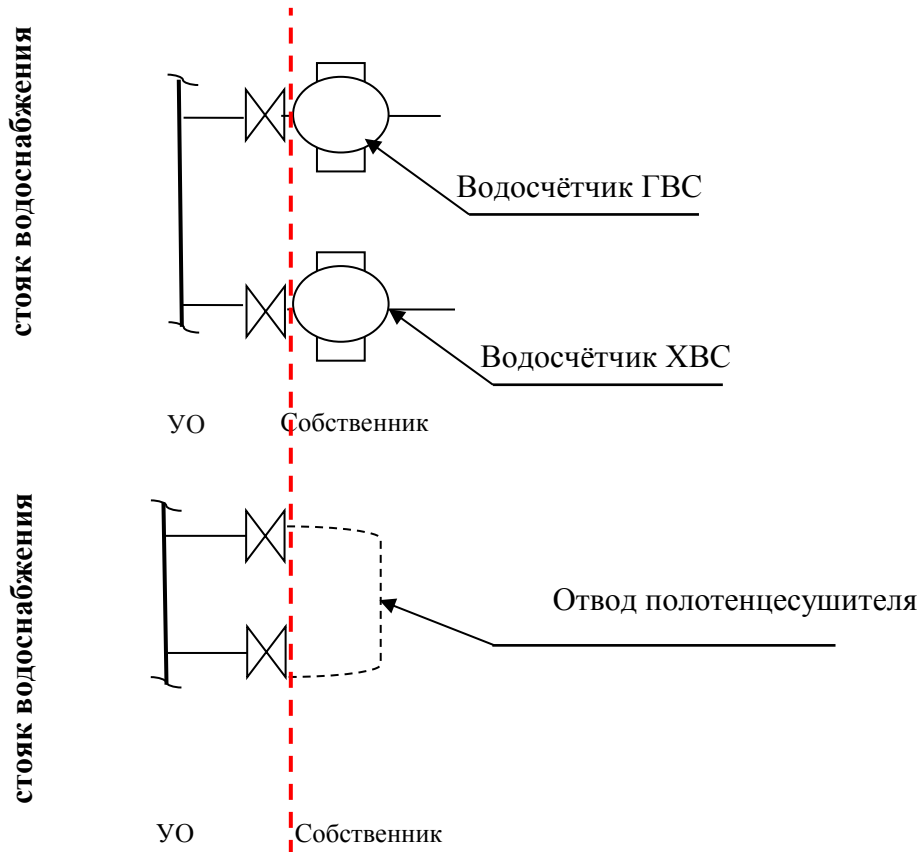 стояк водоснабжения
Водосчётчик ГВС
Водосчётчик ХВС
УО
Собственник
стояк водоснабжения
Отвод полотенцесушителя
УО
Собственник